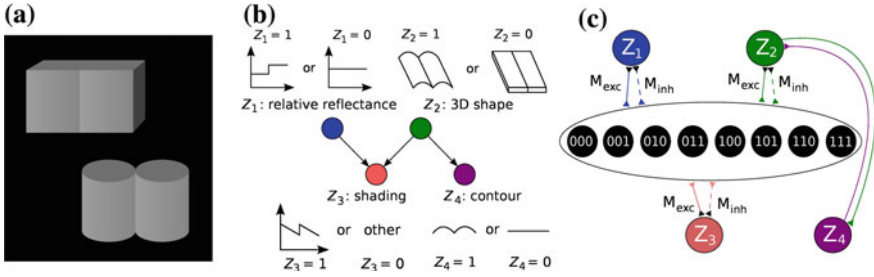 (a)
(b)
Z1 = 1 Z1 = 0 Z2 = 1 Z2 = 0
or or
Z1: relative reflectance Z2: 3D shape
Z3: shading Z4: contour
or other or
Z3 = 1 Z3 = 0 Z4 = 1 Z4 = 0
(c)
Z1 Z2
Mexc Minh Mexc Minh
000 001 010 011 100 101 110 111
Mexc Minh
Z3 Z4